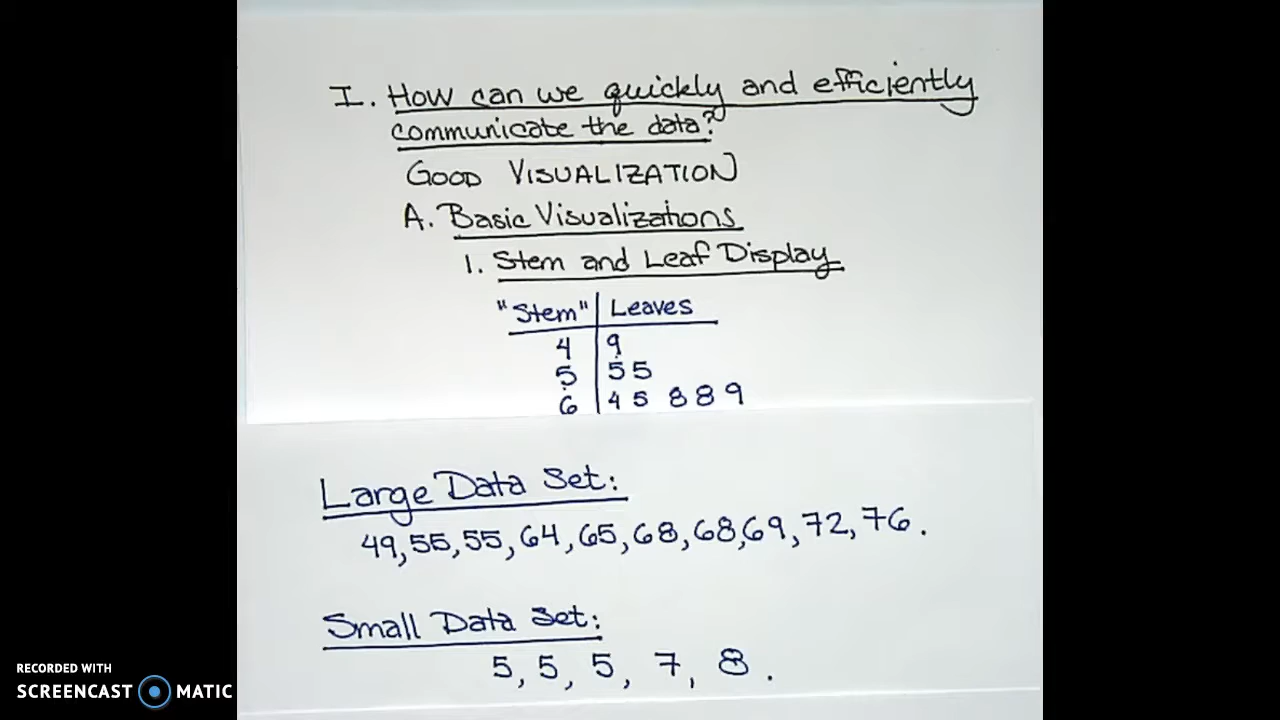 I. How can we quickly and efficiently
communicate the data?
GOOD VISUALIZATION
A. Basic Visualizations
1. Stem and Leaf Display
"Stem" Leaves
4 9
5 5 5
6 4 5 8 8 9
Large Data Set:
49, 55, 55, 64, 65, 68, 68, 69, 72, 76.
Small Data Set:
5, 5, 5, 7, 8.
RECORDED WITH
SCREENCAST MATIC